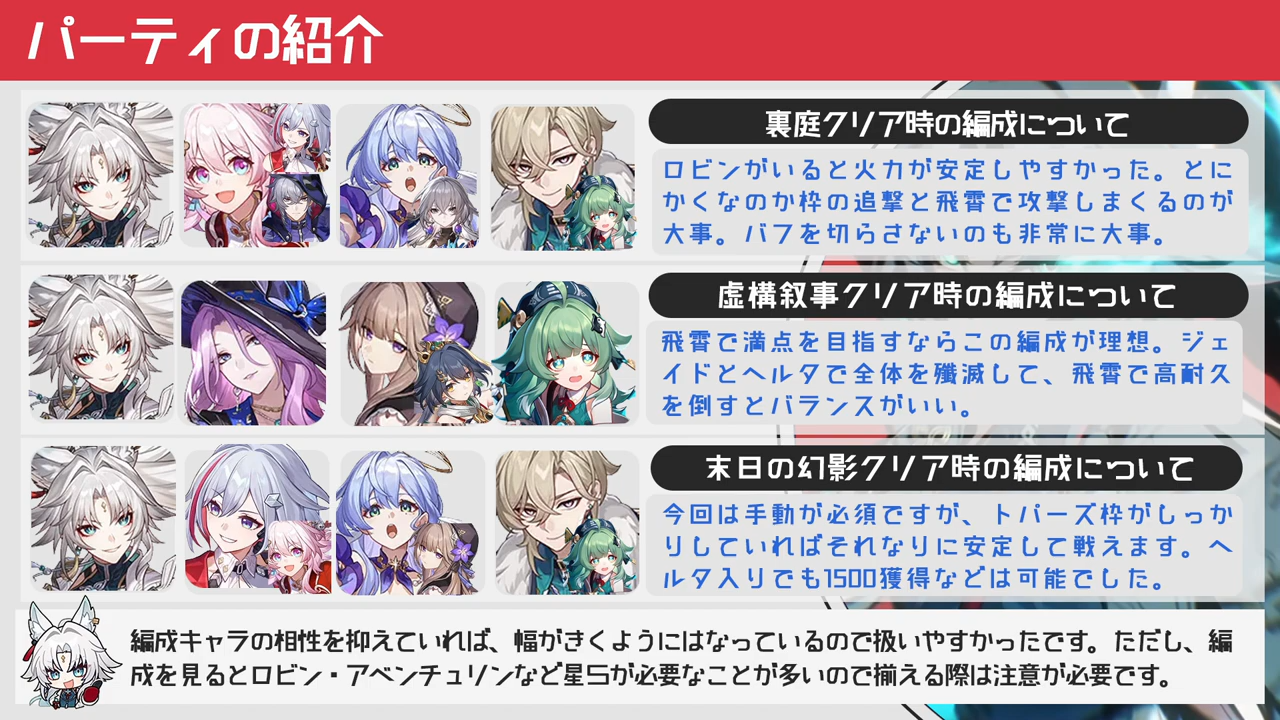 パーティの紹介
裏庭クリア時の編成について
ロビンがいると火力が安定しやすかった。とに
かくなのか枠の追撃と飛霄で攻撃しまくるのが
大事。バフを切らさないのも非常に大事。
虚構叙事クリア時の編成について
飛霄で満点を目指すならこの編成が理想。ジェ
イドとヘルタで全体を殲滅して、飛霄で高耐久
を倒すとバランスがいい。
末日の幻影クリア時の編成について
今回は手動が必須ですが、トパーズ枠がしっか
りしていればそれなりに安定して戦えます。ヘ
ルタ入りでも1500獲得などは可能でした。
編成キャラの相性を抑えていれば、幅がきくようにはなっているので扱いやすかったです。ただし、編
成を見るとロビン・アベンチュリンなど星5が必要なことが多いので揃える際は注意が必要です。